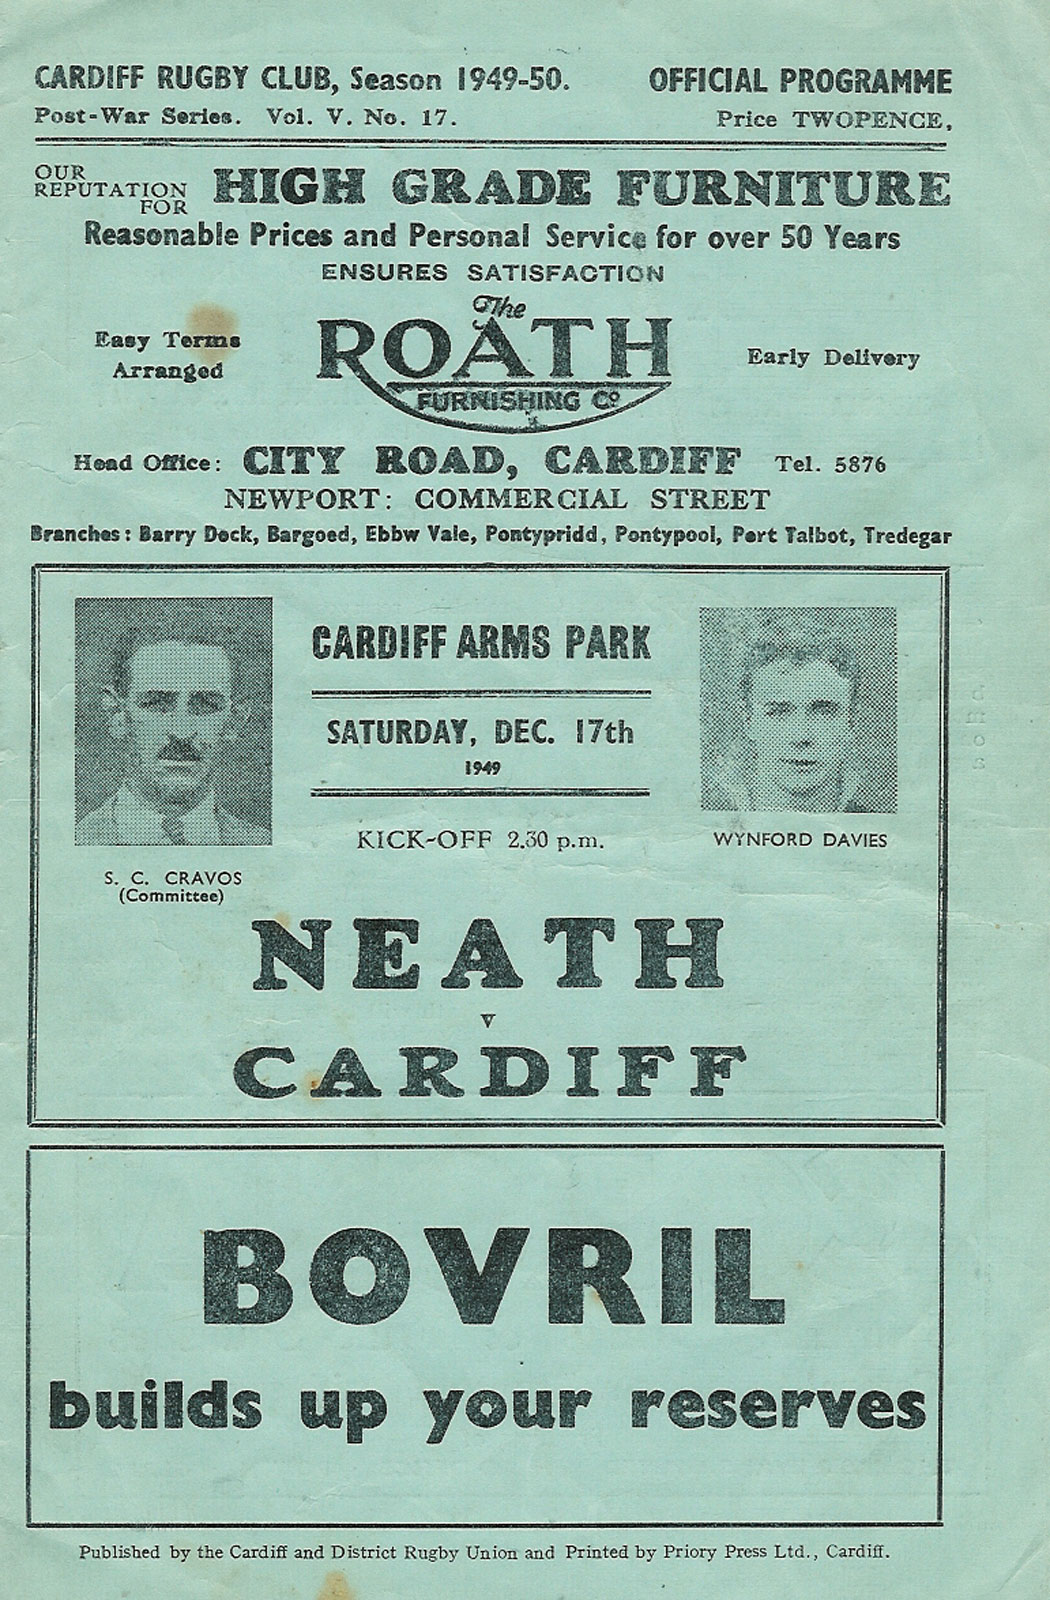 CARDIFF RUGBY CLUB, Season 1949-50. OFFICIAL PROGRAMME
Post-War Series. Vol. V. No. 17. Price TWOPENCE.
OUR
REPUTATION
FOR
HIGH GRADE FURNITURE
Reasonable Prices and Personal Service for over 50 Years
ENSURES SATISFACTION
Easy Terms
Arranged
The
ROATH
FURNISHING Cº
Early Delivery
Head Office: CITY ROAD, CARDIFF Tel. 5876
NEWPORT: COMMERCIAL STREET
Branches: Barry Dock, Bargoed, Ebbw Vale, Pontypridd, Pontypool, Port Talbot, Tredegar
CARDIFF ARMS PARK
SATURDAY, DEC. 17th
1949
KICK-OFF 2.30 p.m.
S. C. CRAVOS
(Committee)
WYNFORD DAVIES
NEATH
v
CARDIFF
BOVRIL
builds up your reserves
Published by the Cardiff and District Rugby Union and Printed by Priory Press Ltd., Cardiff.